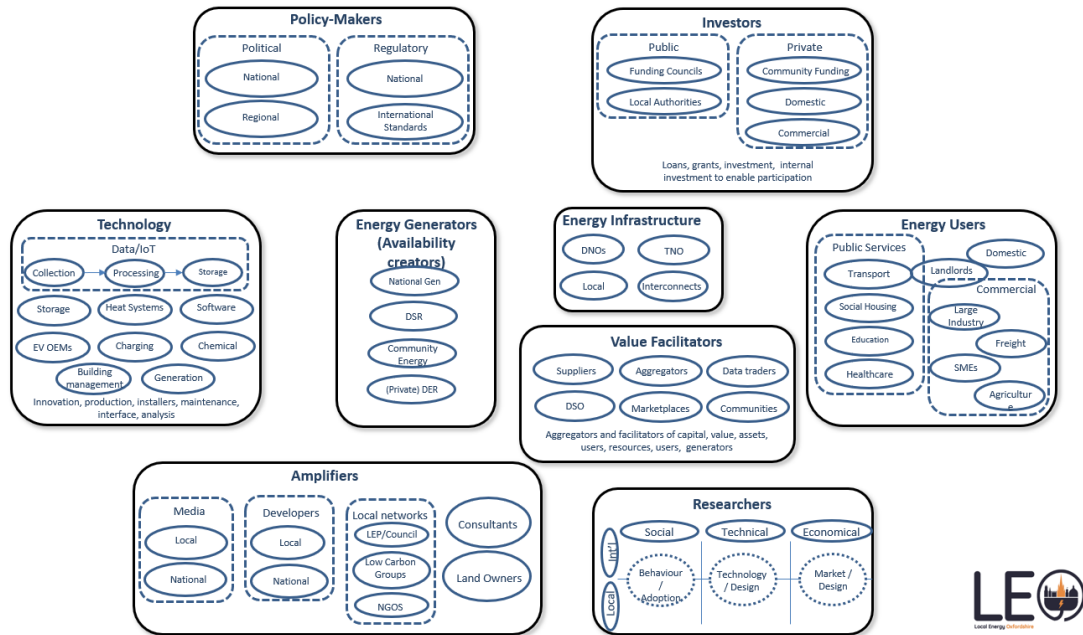 Policy-Makers
Political
National
Regional
Regulatory
National
International
Standards
Investors
Public
Funding Councils
Local Authorities
Private
Community Funding
Domestic
Commercial
Loans, grants, investment, internal
investment to enable participation
Technology
Data/IoT
Collection
Processing
Storage
Storage
Heat Systems
Software
EV OEMs
Charging
Chemical
Building
management
Generation
Innovation, production, installers, maintenance,
interface, analysis
Energy Generators
(Availability
creators)
National Gen
DSR
Community
Energy
(Private) DER
Energy Infrastructure
DNOs
TNO
Local
Interconnects
Value Facilitators
Suppliers
Aggregators
Data traders
DSO
Marketplaces
Communities
Aggregators and facilitators of capital, value, assets,
users, resources, users, generators
Energy Users
Public Services
Transport
Social Housing
Education
Healthcare
Landlords
Domestic
Commercial
Large
Industry
Freight
SMEs
Agricultur
e
Amplifiers
Media
Local
National
Developers
Local
National
Local networks
LEP/Council
Low Carbon
Groups
NGOS
Consultants
Land Owners
Researchers
Int'l
Local
Social
Technical
Economical
Behaviour
/
Adoption
Technology
/ Design
Market /
Design
LEO
Local Energy Oxfordshire